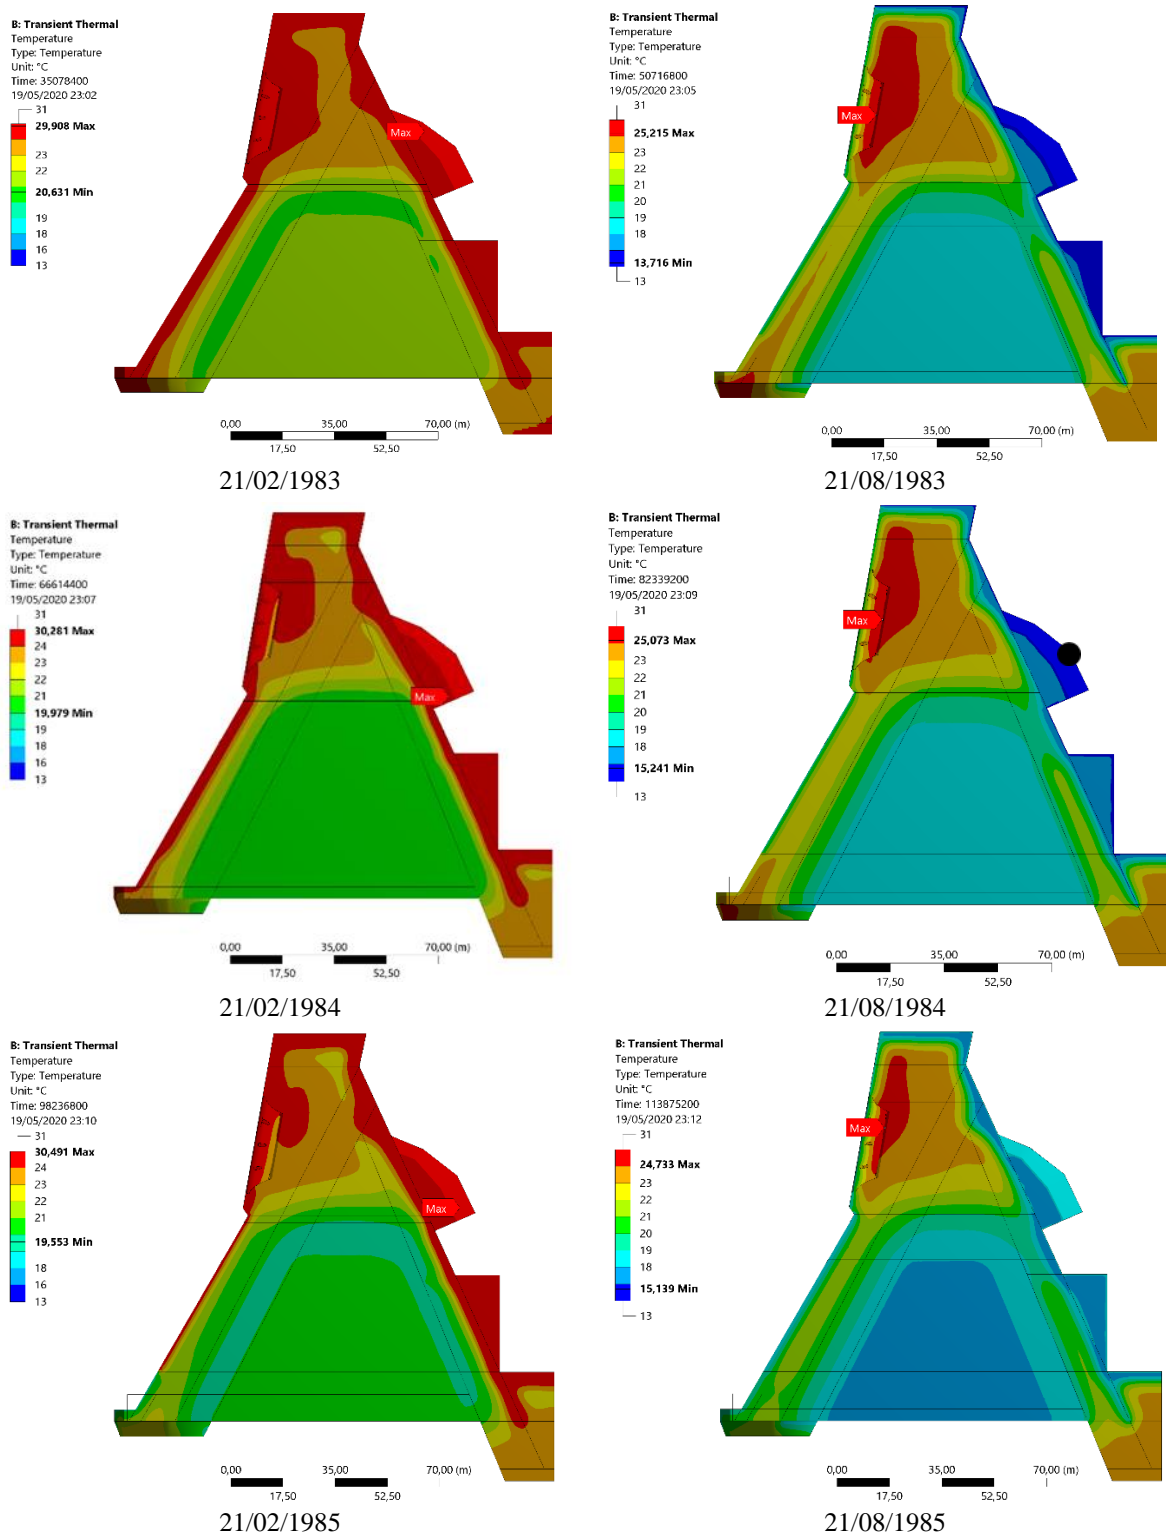 B: Transient Thermal
Temperature
Type: Temperature
Unit: °C
Time: 35078400
19/05/2020 23:02
31
29,908 Max
23
22
20,631 Min
19
18
16
13
Max
0,00 35,00 70,00 (m)
17,50 52,50
21/02/1983
B: Transient Thermal
Temperature
Type: Temperature
Unit: °C
Time: 50716800
19/05/2020 23:05
31
25,215 Max
23
22
21
20
19
18
13,716 Min
13
Max
0,00 35,00 70,00 (m)
17,50 52,50
21/08/1983
B: Transient Thermal
Temperature
Type: Temperature
Unit: °C
Time: 66614400
19/05/2020 23:07
31
30,281 Max
24
23
22
21
19,979 Min
19
18
16
13
Max
0,00 35,00 70,00 (m)
17,50 52,50
21/02/1984
B: Transient Thermal
Temperature
Type: Temperature
Unit: °C
Time: 82339200
19/05/2020 23:09
31
25,073 Max
23
22
21
20
19
18
15,241 Min
13
Max
0,00 35,00 70,00 (m)
17,50 52,50
21/08/1984
B: Transient Thermal
Temperature
Type: Temperature
Unit: °C
Time: 98236800
19/05/2020 23:10
31
30,491 Max
24
23
22
21
19,553 Min
18
16
13
Max
0,00 35,00 70,00 (m)
17,50 52,50
21/02/1985
B: Transient Thermal
Temperature
Type: Temperature
Unit: °C
Time: 113875200
19/05/2020 23:12
31
24,733 Max
23
22
21
20
19
18
15,139 Min
13
Max
0,00 35,00 70,00 (m)
17,50 52,50
21/08/1985